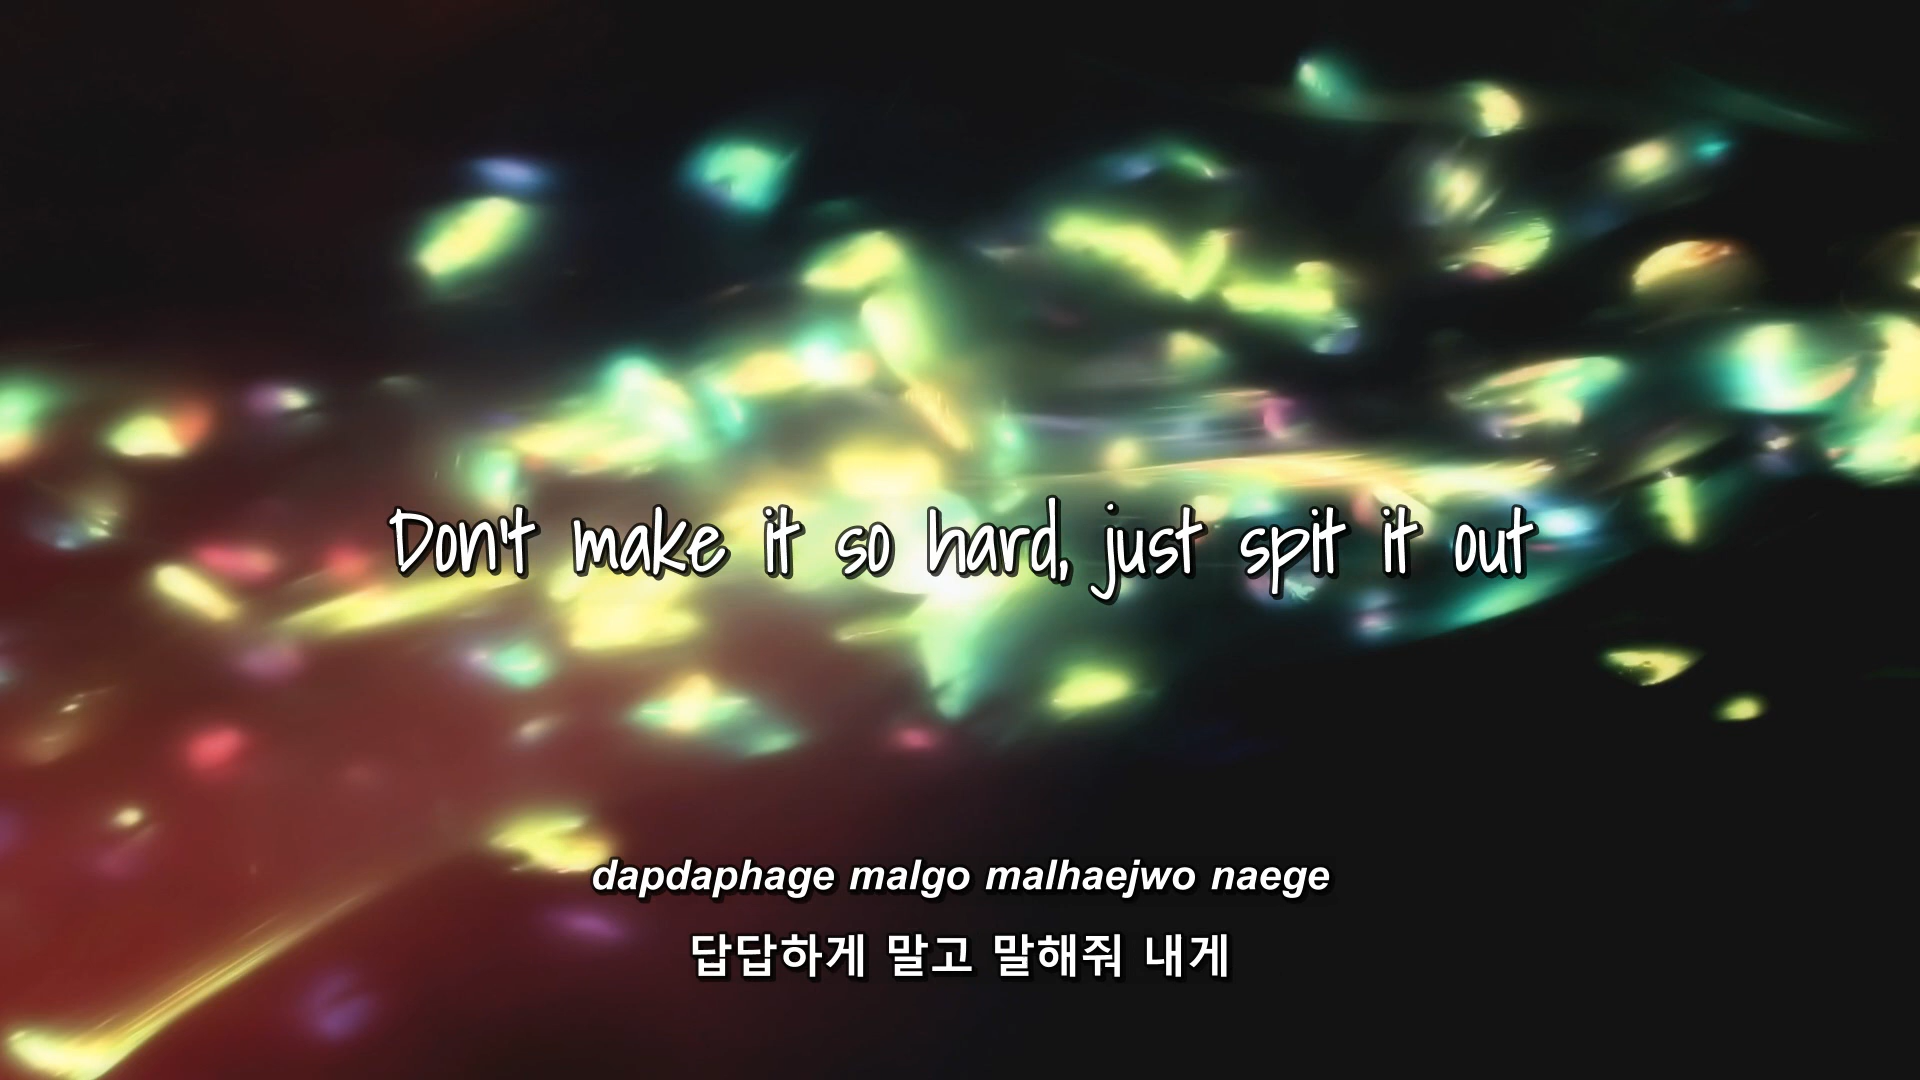 Don't make it so hard, just spit it out
dapdaphage malgo malhaejwo naege
답답하게 말고 말해줘 내게